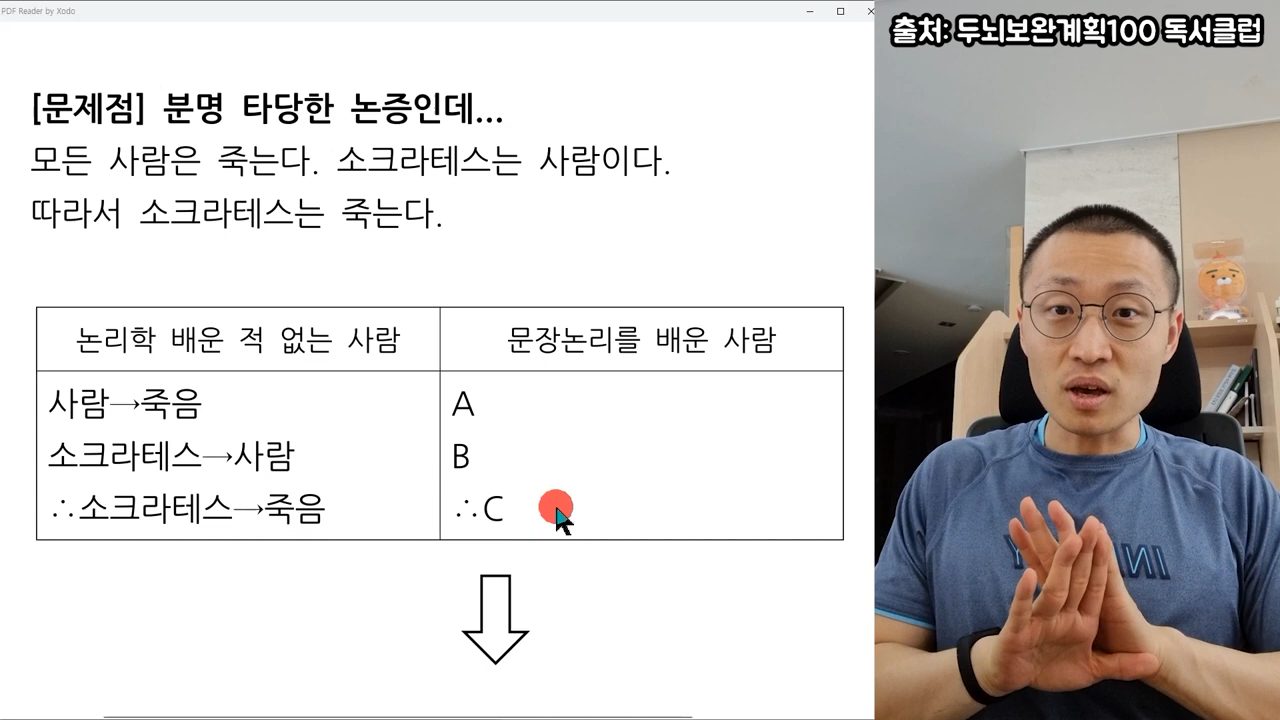 PDF Reader by Xodo
출처: 두뇌보완계획100 독서클럽
[문제점] 분명 타당한 논증인데...
모든 사람은 죽는다. 소크라테스는 사람이다.
따라서 소크라테스는 죽는다.
논리학 배운 적 없는 사람
문장논리를 배운 사람
사람→죽음
A
소크라테스→사람
B
∴소크라테스→죽음
∴C